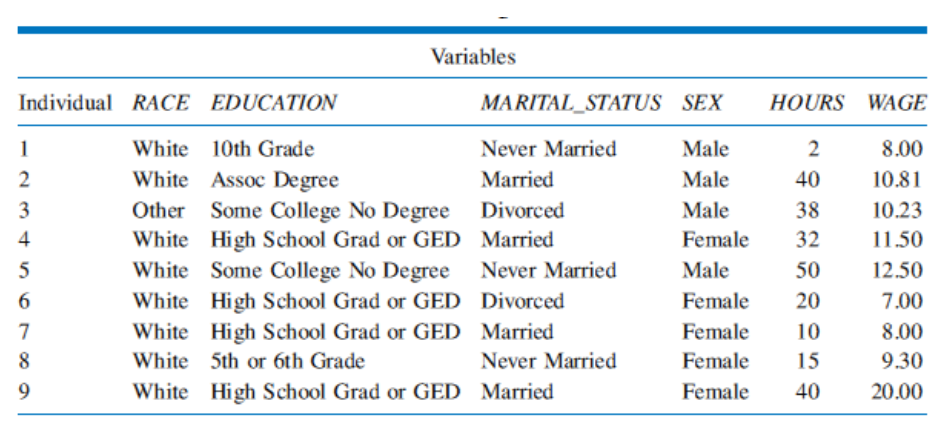 Variables
Individual RACE EDUCATION MARITAL_STATUS SEX HOURS WAGE
1 White 10th Grade Never Married Male 2 8.00
2 White Assoc Degree Married Male 40 10.81
3 Other Some College No Degree Divorced Male 38 10.23
4 White High School Grad or GED Married Female 32 11.50
5 White Some College No Degree Never Married Male 50 12.50
6 White High School Grad or GED Divorced Female 20 7.00
7 White High School Grad or GED Married Female 10 8.00
8 White 5th or 6th Grade Never Married Female 15 9.30
9 White High School Grad or GED Married Female 40 20.00